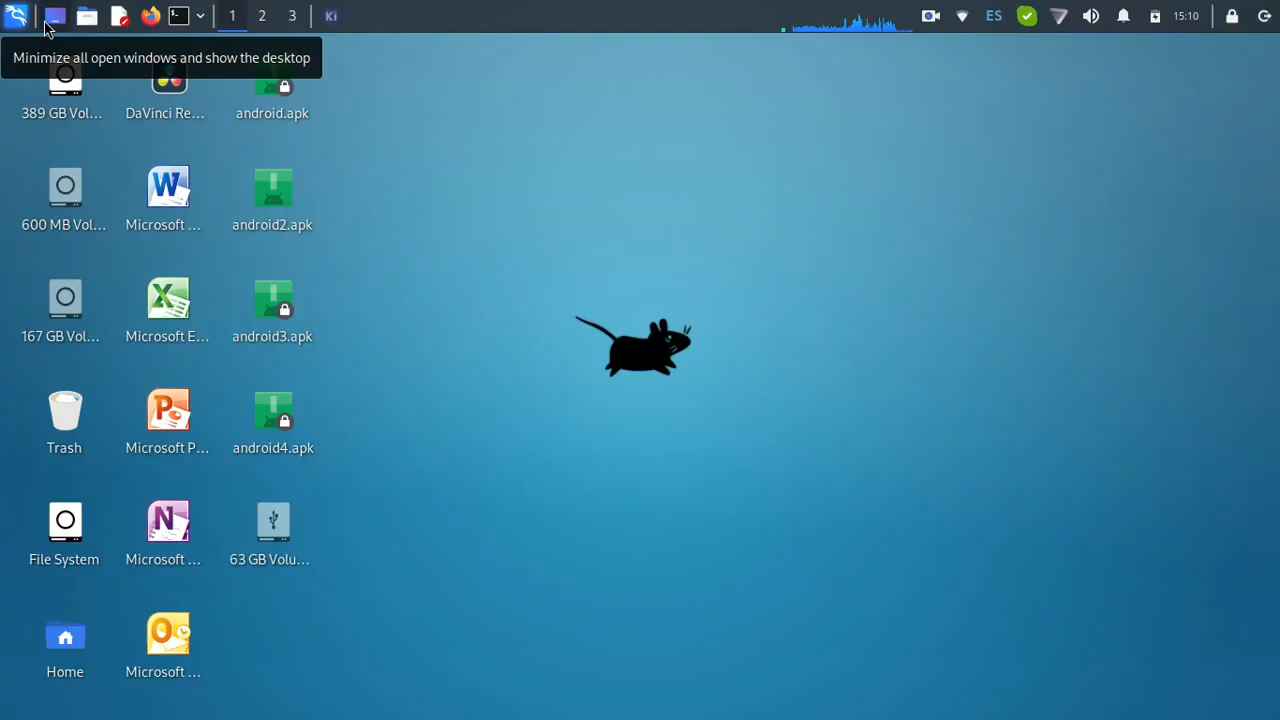 1 2 3 Ki ES 15:10
Minimize all open windows and show the desktop
389 GB Vol... DaVinci Re... android.apk
600 MB Vol... Microsoft ... android2.apk
167 GB Vol... Microsoft E... android3.apk
Trash Microsoft P... android4.apk
File System Microsoft ... 63 GB Volu...
Home Microsoft ...